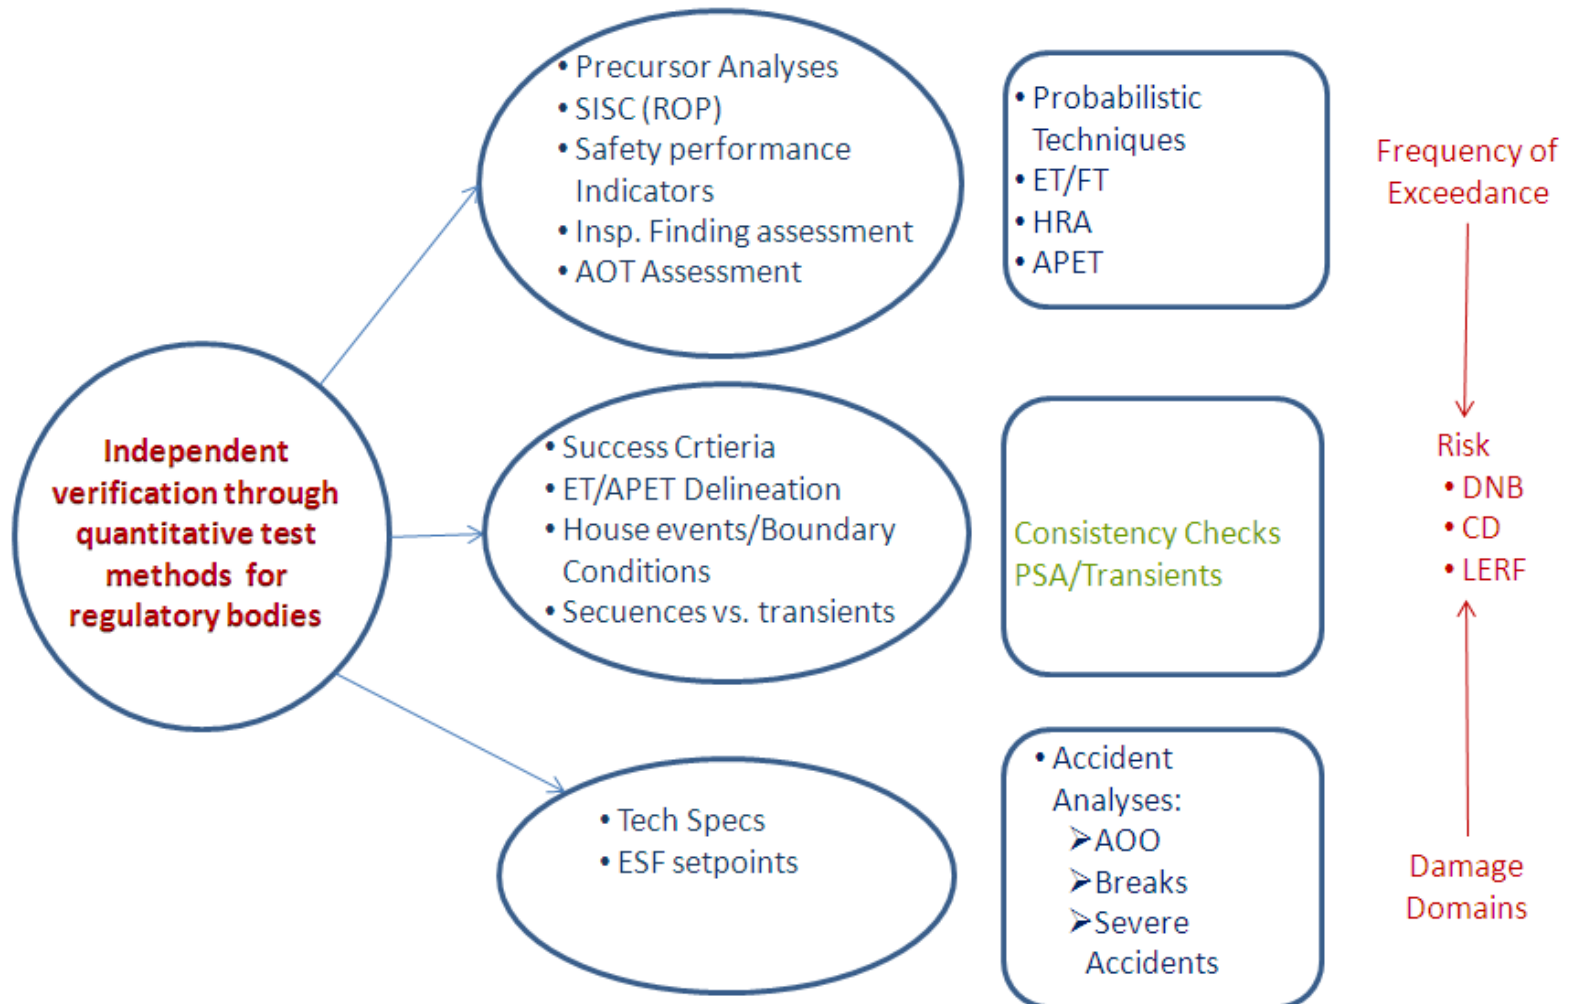 Independent
verification through
quantitative test
methods for
regulatory bodies
• Precursor Analyses
• SISC (ROP)
• Safety performance
Indicators
• Insp. Finding assessment
• AOT Assessment
• Probabilistic
Techniques
• ET/FT
• HRA
• APET
Frequency of
Exceedance
• Success Crtieria
• ET/APET Delineation
• House events/Boundary
Conditions
• Secuences vs. transients
Consistency Checks
PSA/Transients
Risk
• DNB
• CD
• LERF
• Tech Specs
• ESF setpoints
• Accident
Analyses:
➢AOO
➢Breaks
➢Severe
Accidents
Damage
Domains